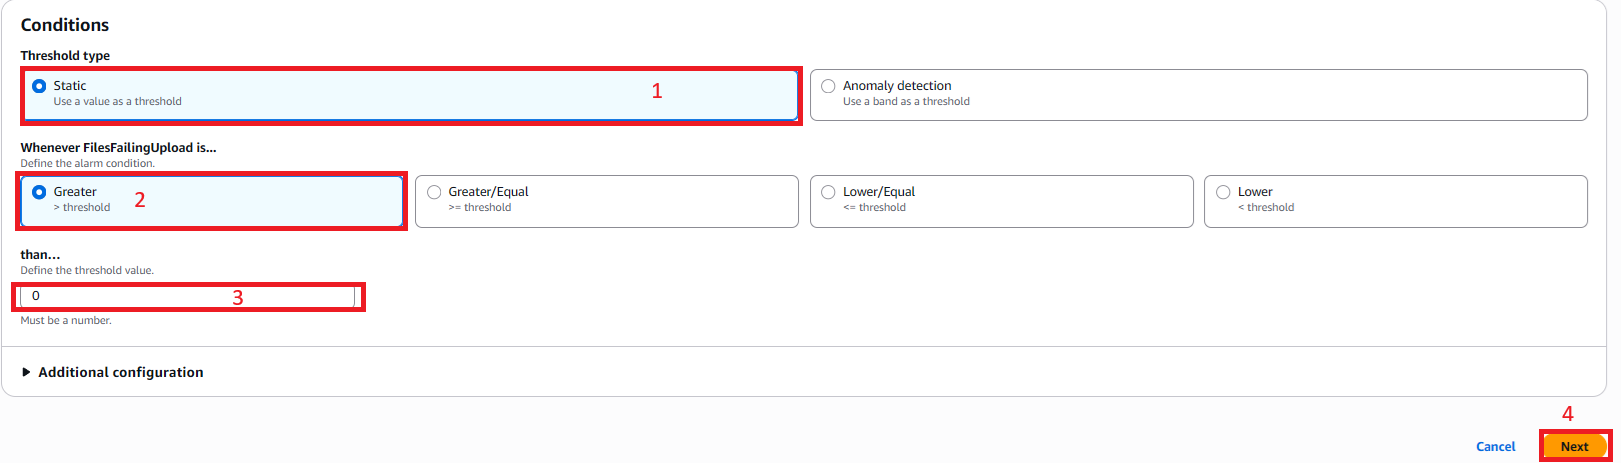 Conditions
Threshold type
Static
Use a value as a threshold
1
Anomaly detection
Use a band as a threshold
Whenever FilesFailingUpload is...
Define the alarm condition.
Greater
> threshold
2
Greater/Equal
>= threshold
Lower/Equal
<= threshold
Lower
< threshold
than...
Define the threshold value.
0
3
Must be a number.
Additional configuration
4
Cancel
Next